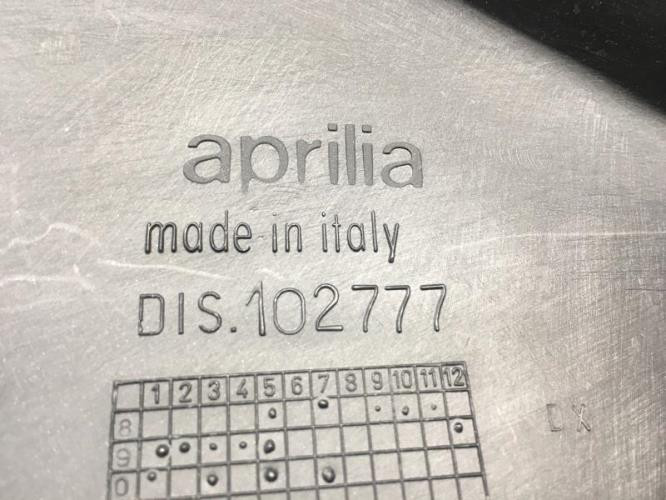 aprilia
made in italy
DIS.102777
1 2 3 4 5 6 7 8 9 10 11 12
8
DX
9
0